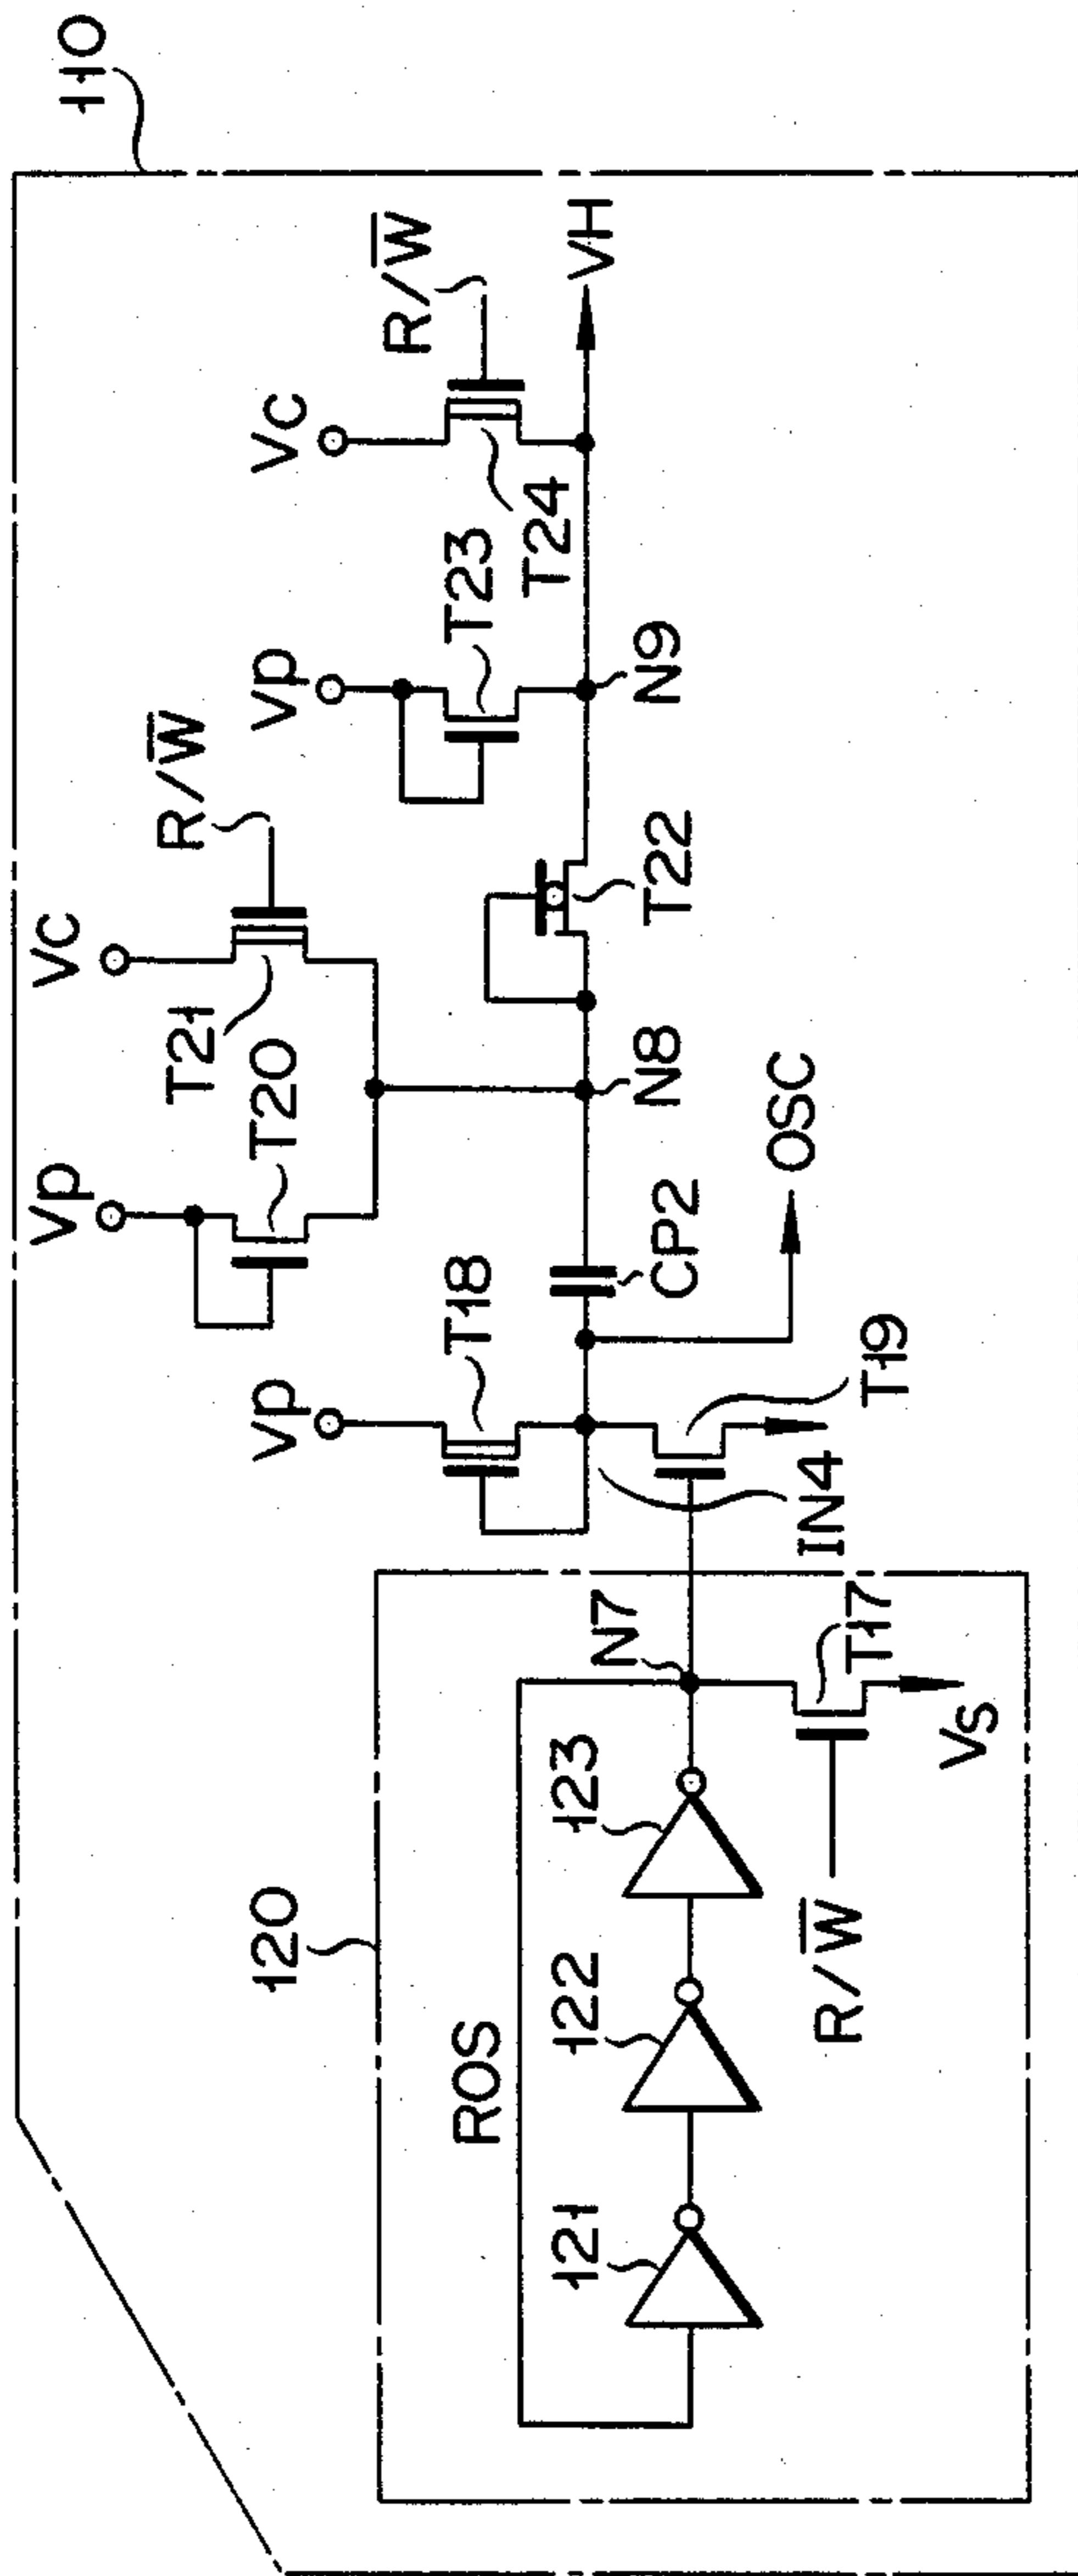 110
R/W̅
VH
VC
T24
T23
Vp
N9
R/W̅
VC
T22
T21
T20
Vp
N8
OSC
CP2
T18
Vp
T19
IN4
N7
T17
VS
R/W̅
123
122
121
ROS
120